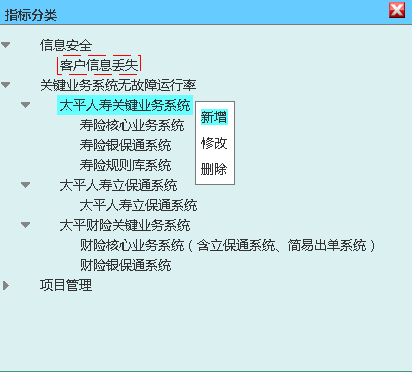 指标分类
信息安全
客户信息丢失
关键业务系统无故障运行率
太平人寿关键业务系统
新增
寿险核心业务系统
修改
寿险银保通系统
删除
寿险规则库系统
太平人寿立保通系统
太平人寿立保通系统
太平财险关键业务系统
财险核心业务系统（含立保通系统、简易出单系统）
财险银保通系统
项目管理